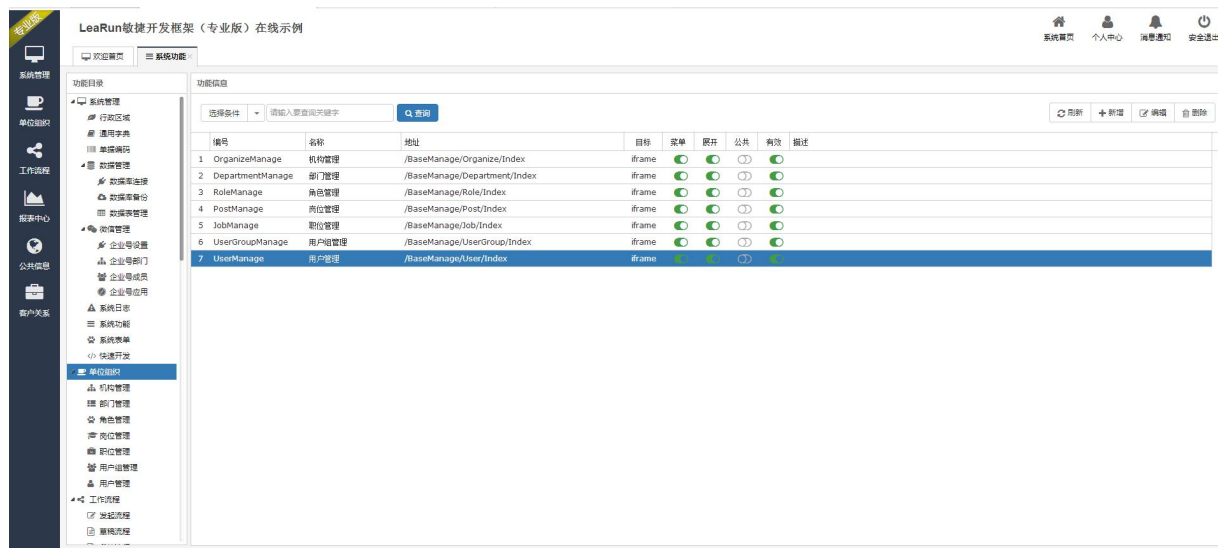 专业版
LeaRun敏捷开发框架（专业版）在线示例
系统首页 个人中心 消息通知 安全退出
欢迎首页 系统功能
系统管理
单位组织
工作流程
报表中心
公共信息
客户关系
功能目录
系统管理
行政区域
通用字典
单据编码
数据管理
数据库连接
数据库备份
数据表管理
微信管理
企业号设置
企业号部门
企业号成员
企业号应用
系统日志
系统功能
系统表单
快速开发
单位组织
机构管理
部门管理
角色管理
岗位管理
职位管理
用户组管理
用户管理
工作流程
发起流程
草稿流程
功能信息
选择条件 请输入要查询关键字 查询 刷新 新增 编辑 删除
编号 名称 地址 目标 菜单 展开 公共 有效 描述
1 OrganizeManage 机构管理 /BaseManage/Organize/Index iframe
2 DepartmentManage 部门管理 /BaseManage/Department/Index iframe
3 RoleManage 角色管理 /BaseManage/Role/Index iframe
4 PostManage 岗位管理 /BaseManage/Post/Index iframe
5 JobManage 职位管理 /BaseManage/Job/Index iframe
6 UserGroupManage 用户组管理 /BaseManage/UserGroup/Index iframe
7 UserManage 用户管理 /BaseManage/User/Index iframe